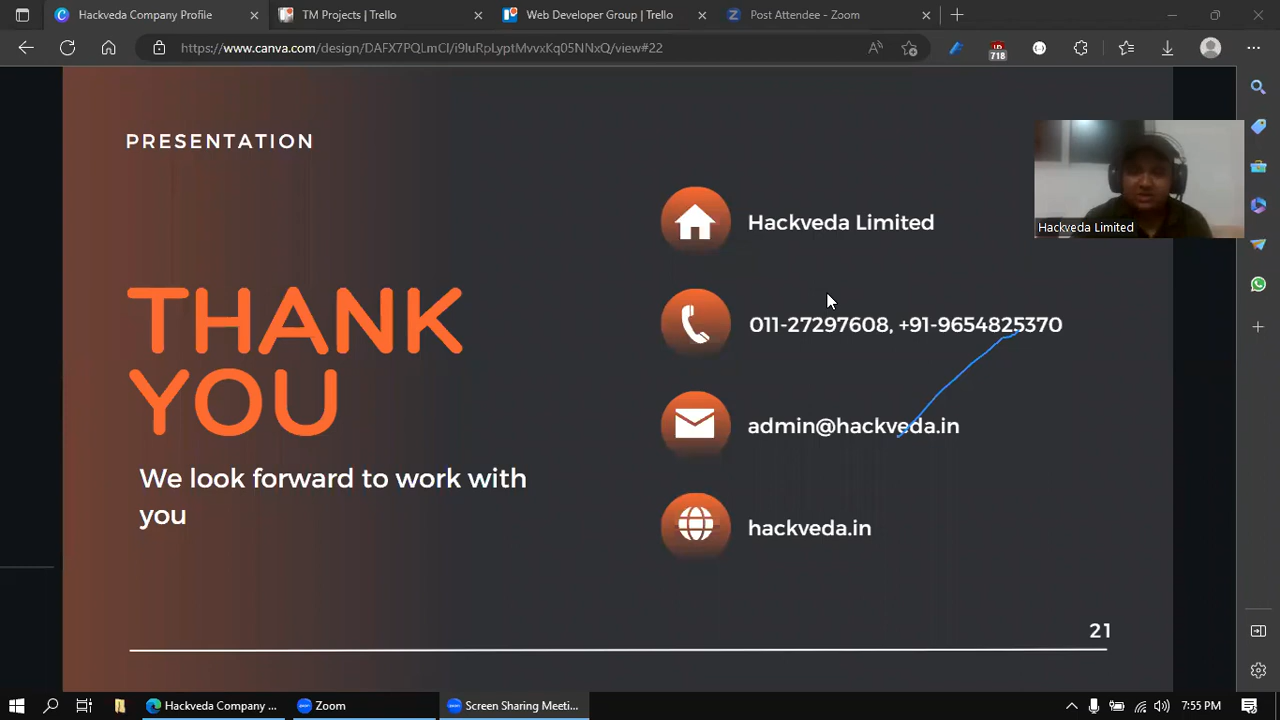 Hackveda Company Profile
TM Projects | Trello
Web Developer Group | Trello
Post Attendee - Zoom
https://www.canva.com/design/DAFX7PQLmCI/i9luRpLyptMvvxKq05NNxQ/view#22
718
PRESENTATION
THANK
YOU
We look forward to work with
you
Hackveda Limited
011-27297608, +91-9654825370
admin@hackveda.in
hackveda.in
21
Hackveda Limited
Hackveda Company ...
Zoom
Screen Sharing Meeti...
7:55 PM